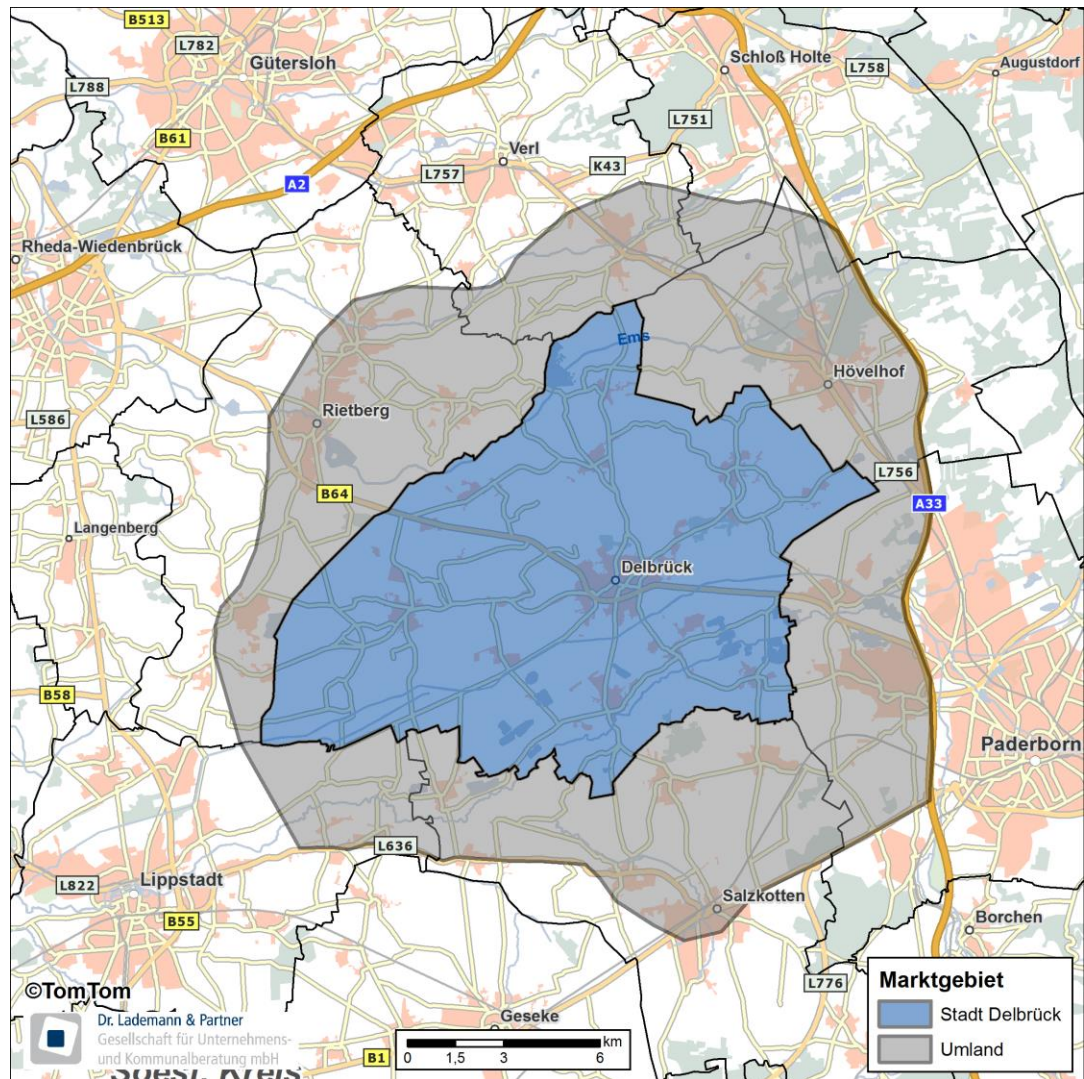 B513
L782
Gütersloh
Schloß Holte
L758
Augustdorf
L788
L751
B61
Verl
L757
K43
A2
Rheda-Wiedenbrück
Ems
Hövelhof
L586
Rietberg
L756
B64
A33
Langenberg
Delbrück
B58
Paderborn
L636
L822
Lippstadt
Salzkotten
B55
Borchen
L776
©TomTom
Dr. Lademann & Partner
Gesellschaft für Unternehmens-
und Kommunalberatung mbH
Soest, Kreis
Geseke
B1
0 1,5 3 6
km
Marktgebiet
Stadt Delbrück
Umland